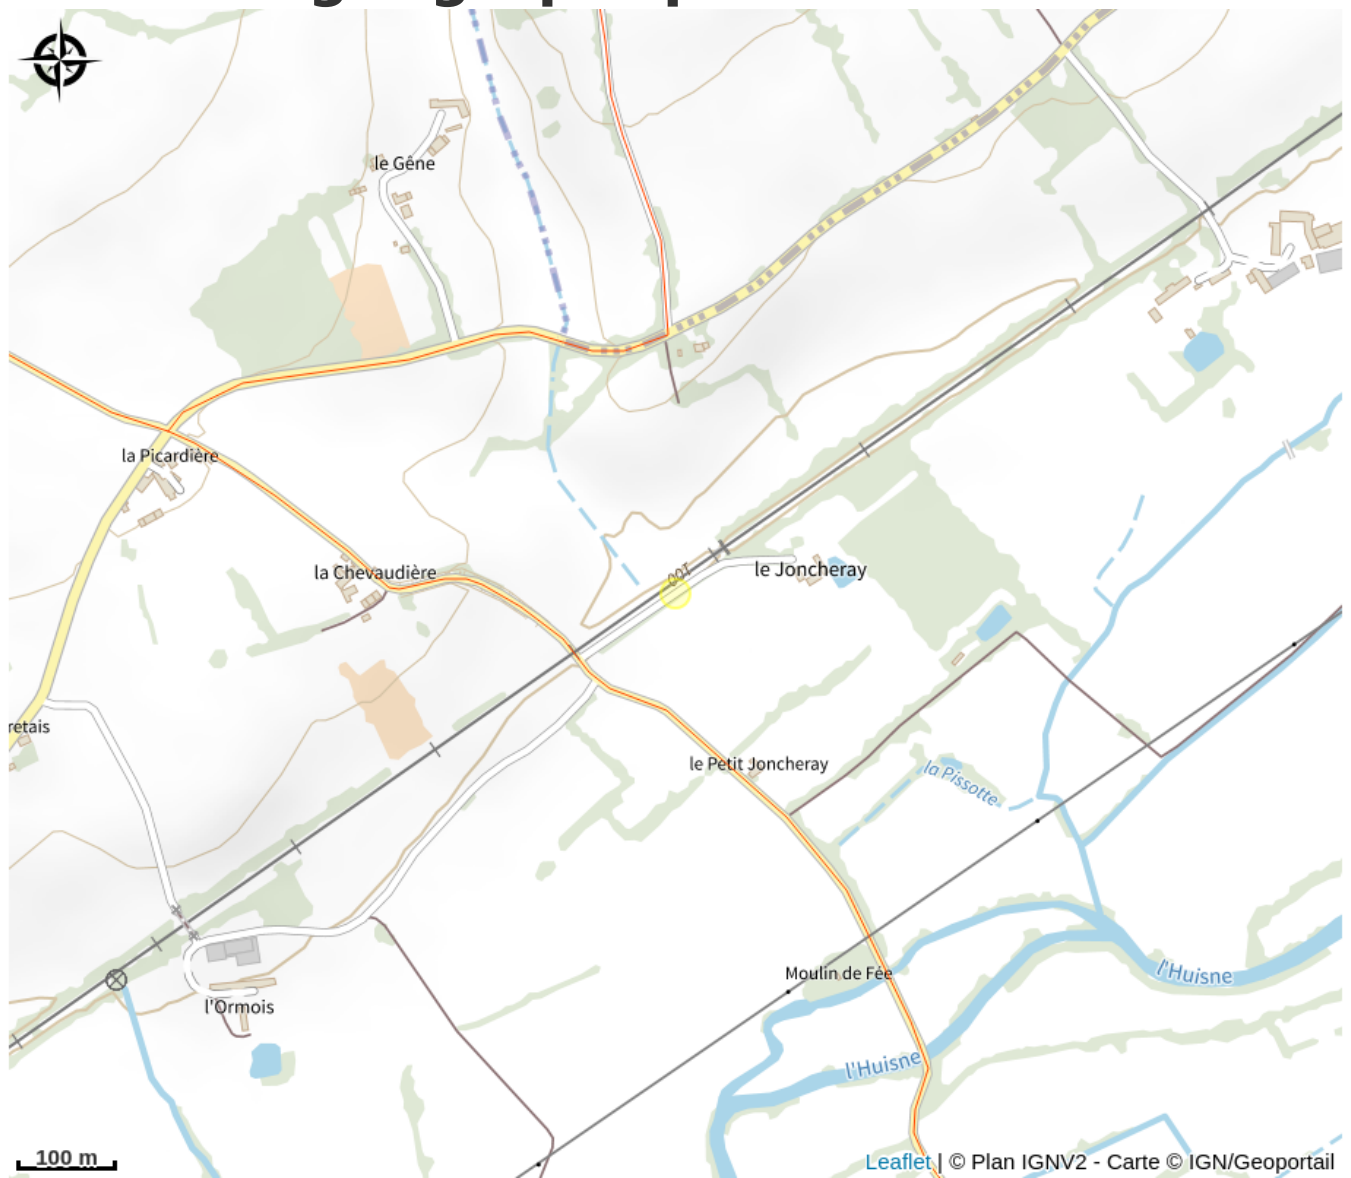 le Gêne
la Picardière
la Chevaudière
100
le Joncheray
retais
le Petit Joncheray
la Pissotte
Moulin de Fée
l'Huisne
l'Ormois
l'Huisne
100 m
Leaflet | © Plan IGNV2 - Carte © IGN/Geoportail